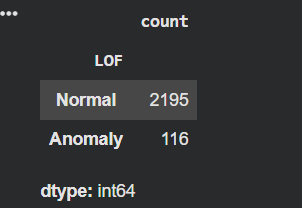 count
LOF
Normal 2195
Anomaly 116
dtype: int64